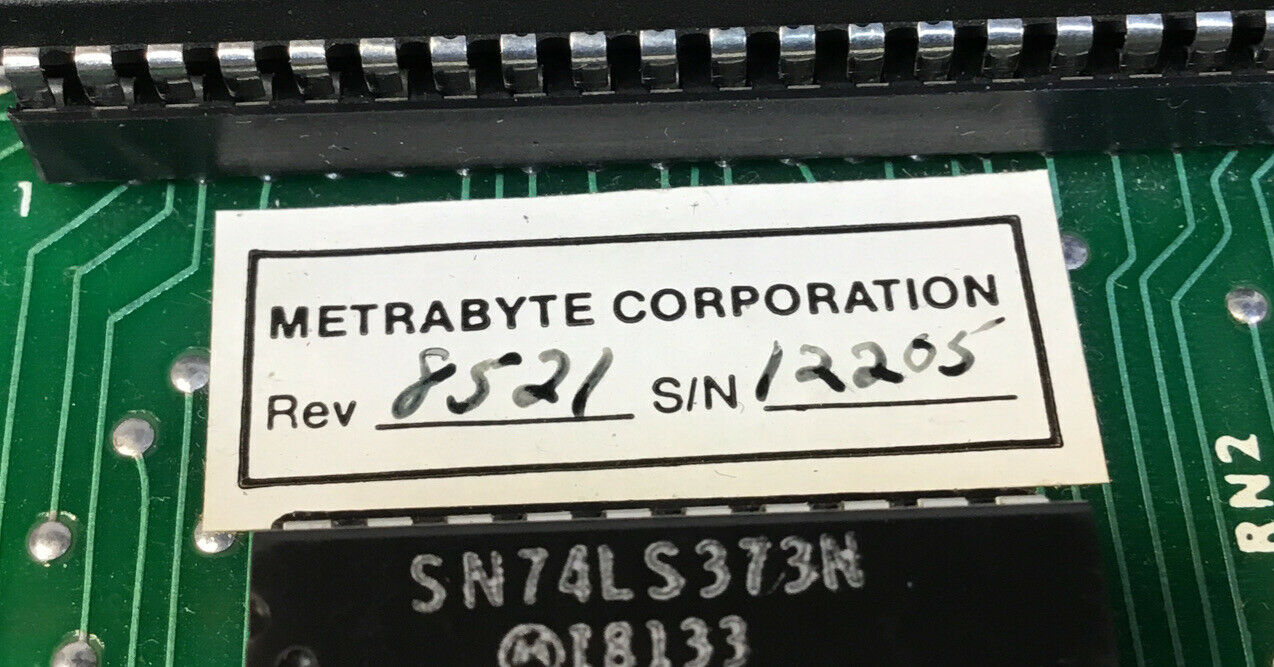 1
METRABYTE CORPORATION
Rev 8521 S/N 12205
RN2
SN74LS373N
I8133